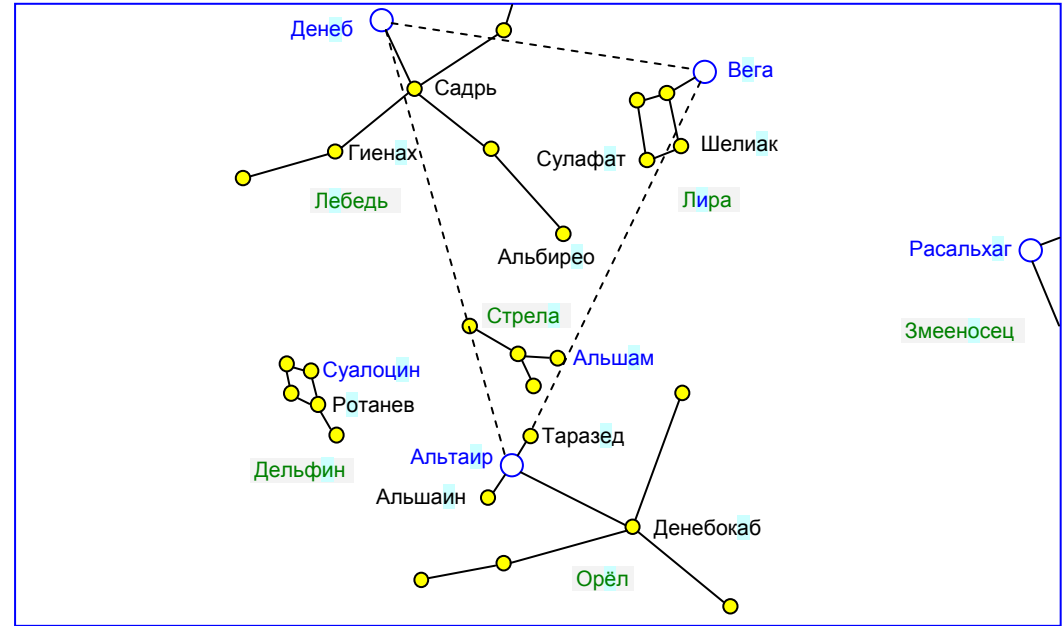 Денеб
Вега
Садрь
Гиенах
Сулафат
Шелиак
Лебедь
Лира
Альбирео
Расальхаг
Стрела
Змееносец
Альшам
Суалоцин
Ротанев
Таразед
Альтаир
Дельфин
Альшаин
Денебокаб
Орёл